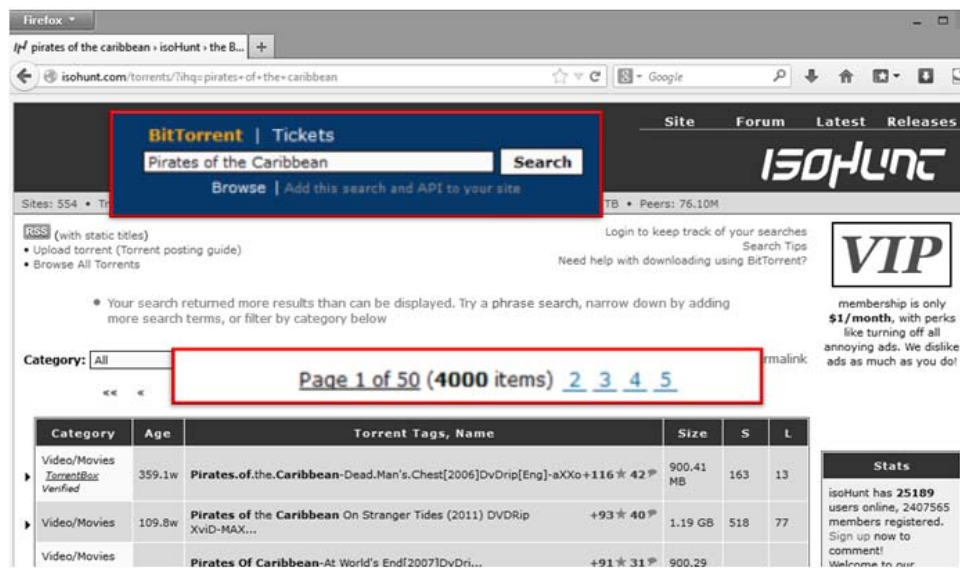 Firefox
pirates of the caribbean › isoHunt › the B...
isohunt.com/torrents/?ihq=pirates+of+the+caribbean
Google
BitTorrent | Tickets
Pirates of the Caribbean
Search
Browse | Add this search and API to your site
Site Forum Latest Releases
isoHunt
Sites: 554 •
TB • Peers: 76.10M
RSS (with static titles)
• Upload torrent (Torrent posting guide)
• Browse All Torrents
Login to keep track of your searches
Search Tips
Need help with downloading using BitTorrent?
VIP
membership is only
$1/month, with perks
like turning off all
annoying ads. We dislike
ads as much as you do!
• Your search returned more results than can be displayed. Try a phrase search, narrow down by adding
more search terms, or filter by category below
Category: All
Page 1 of 50 (4000 items) 2 3 4 5
«« «
Category Age Torrent Tags, Name Size S L
Video/Movies
TorrentBox
Verified
359.1w
Pirates.of.the.Caribbean-Dead.Man's.Chest[2006]DvDrip[Eng]-aXXo +116 42
900.41
MB
163 13
Video/Movies 109.8w
Pirates of the Caribbean On Stranger Tides (2011) DVDRip
XviD-MAX...
+93 40
1.19 GB 518 77
Video/Movies
Pirates Of Caribbean-At World's End[2007]DvDri... +91 31
900.29
Stats
isoHunt has 25189
users online, 2407565
members registered.
Sign up now to
comment!
Welcome to our